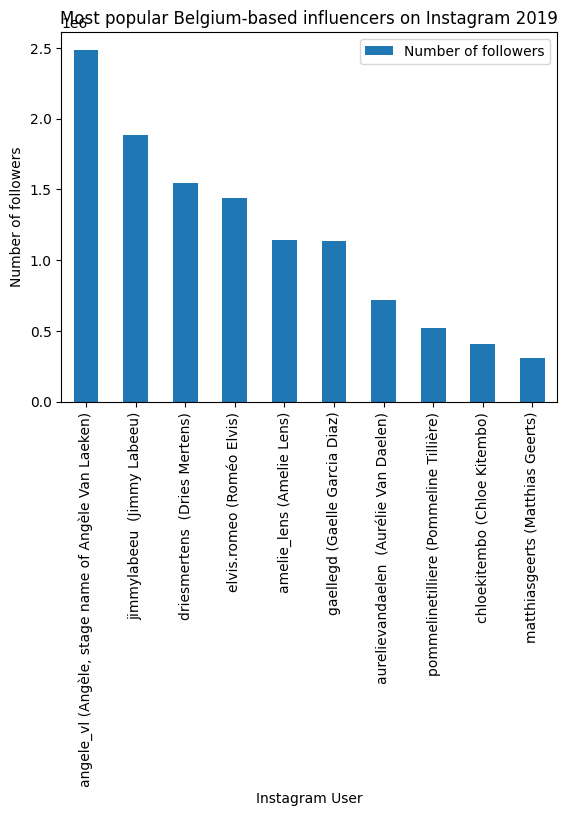 Most popular Belgium-based influencers on Instagram 2019
1e6
Number of followers
2.5
2.0
1.5
1.0
0.5
0.0
Number of followers
angele_vl (Angèle, stage name of Angèle Van Laeken)
jimmylabeeu  (Jimmy Labeeu)
driesmertens  (Dries Mertens)
elvis.romeo (Roméo Elvis)
amelie_lens (Amelie Lens)
gaellegd (Gaelle Garcia Diaz)
aurelievandaelen  (Aurélie Van Daelen)
pommelinetilliere (Pommeline Tillière)
chloekitembo (Chloe Kitembo)
matthiasgeerts (Matthias Geerts)
Instagram User